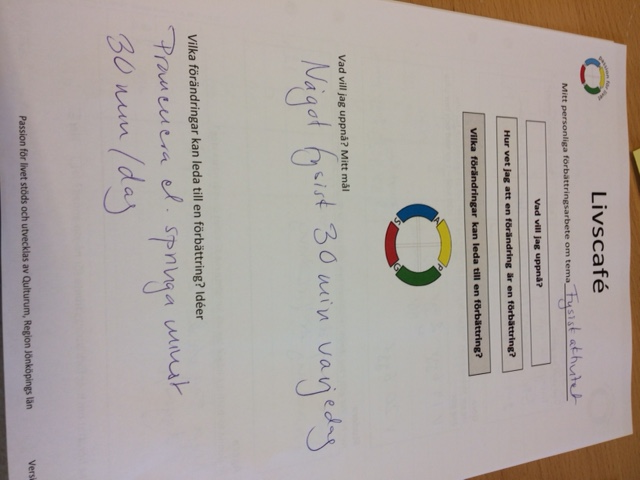 Livscafé
Mitt personliga förbättringsarbete om tema Fysisk aktivitet
Vad vill jag uppnå?
Hur vet jag att en förändring är en förbättring?
Vilka förändringar kan leda till en förbättring?
A
P
S
G
Vad vill jag uppnå? Mitt mål
Något fysist 30 min varje dag
Vilka förändringar kan leda till en förbättring? Idéer
Promenera el. springa minst
30 min/dag
Passion för livet stöds och utvecklas av Qulturum, Region Jönköpings län